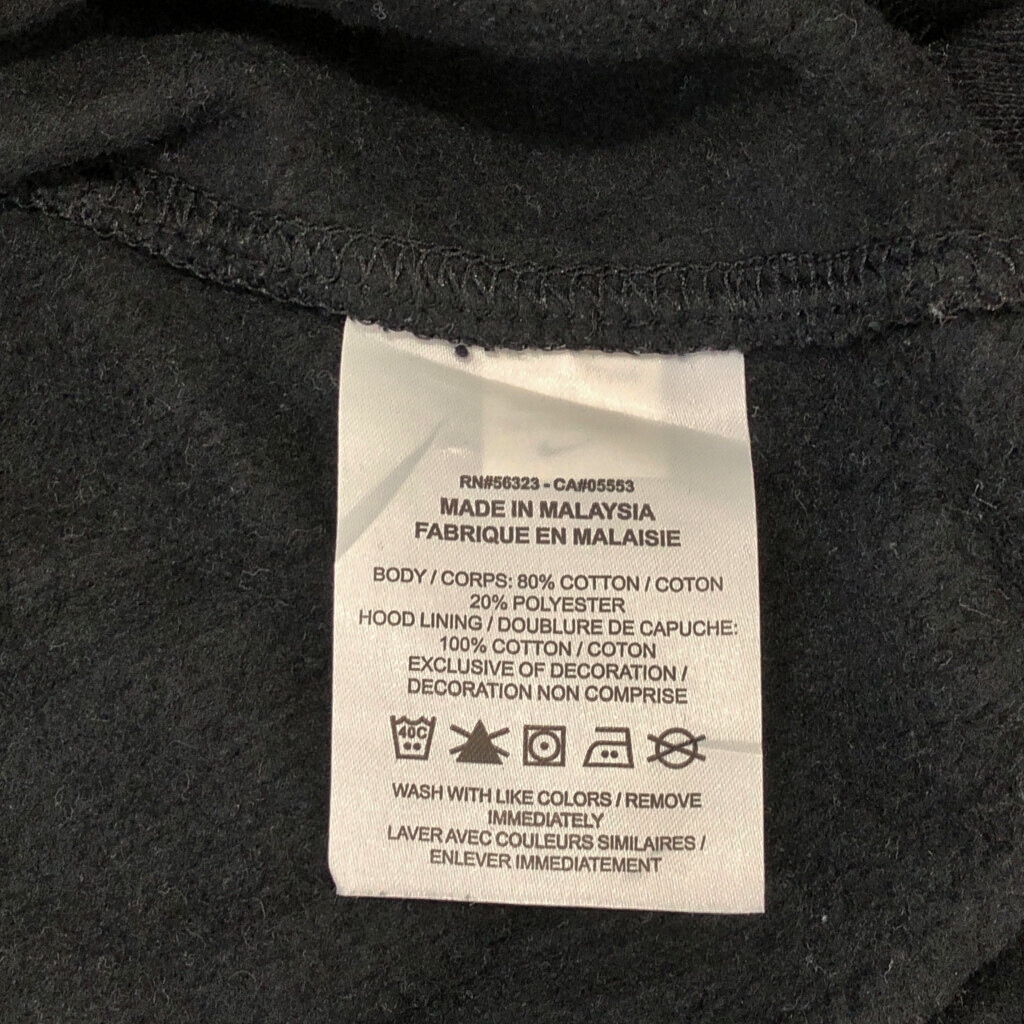 RN#56323 - CA#05553
MADE IN MALAYSIA
FABRIQUE EN MALAISIE
BODY / CORPS: 80% COTTON / COTON
20% POLYESTER
HOOD LINING / DOUBLURE DE CAPUCHE:
100% COTTON / COTON
EXCLUSIVE OF DECORATION /
DECORATION NON COMPRISE
40C
WASH WITH LIKE COLORS / REMOVE
IMMEDIATELY
LAVER AVEC COULEURS SIMILAIRES /
ENLEVER IMMEDIATEMENT